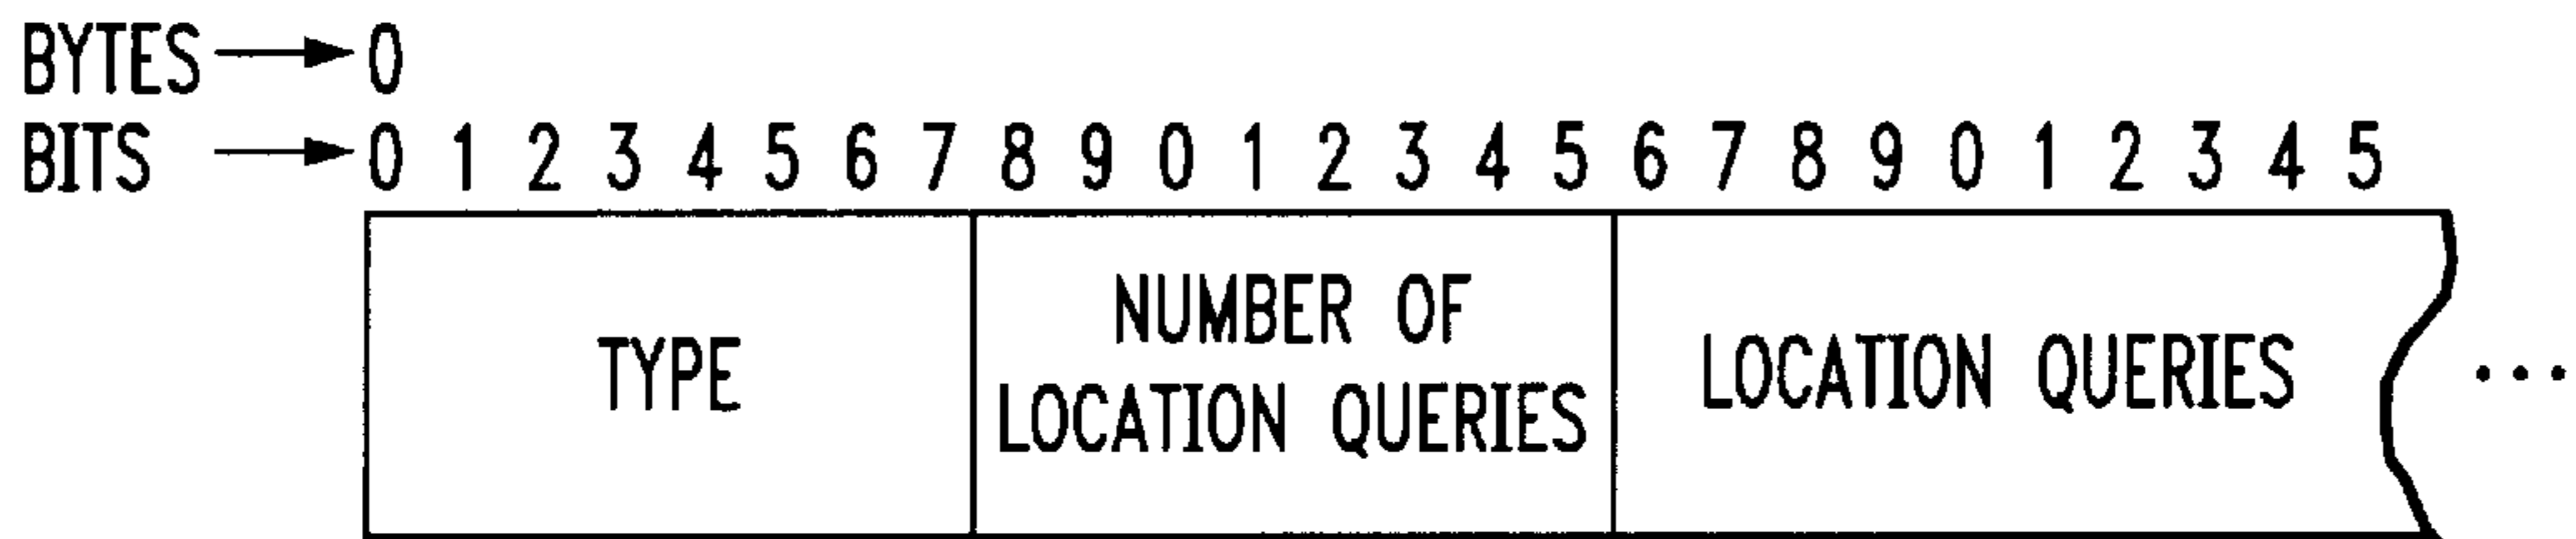 BYTES → 0
BITS → 0 1 2 3 4 5 6 7 8 9 0 1 2 3 4 5 6 7 8 9 0 1 2 3 4 5
TYPE
NUMBER OF
LOCATION QUERIES
LOCATION QUERIES ...